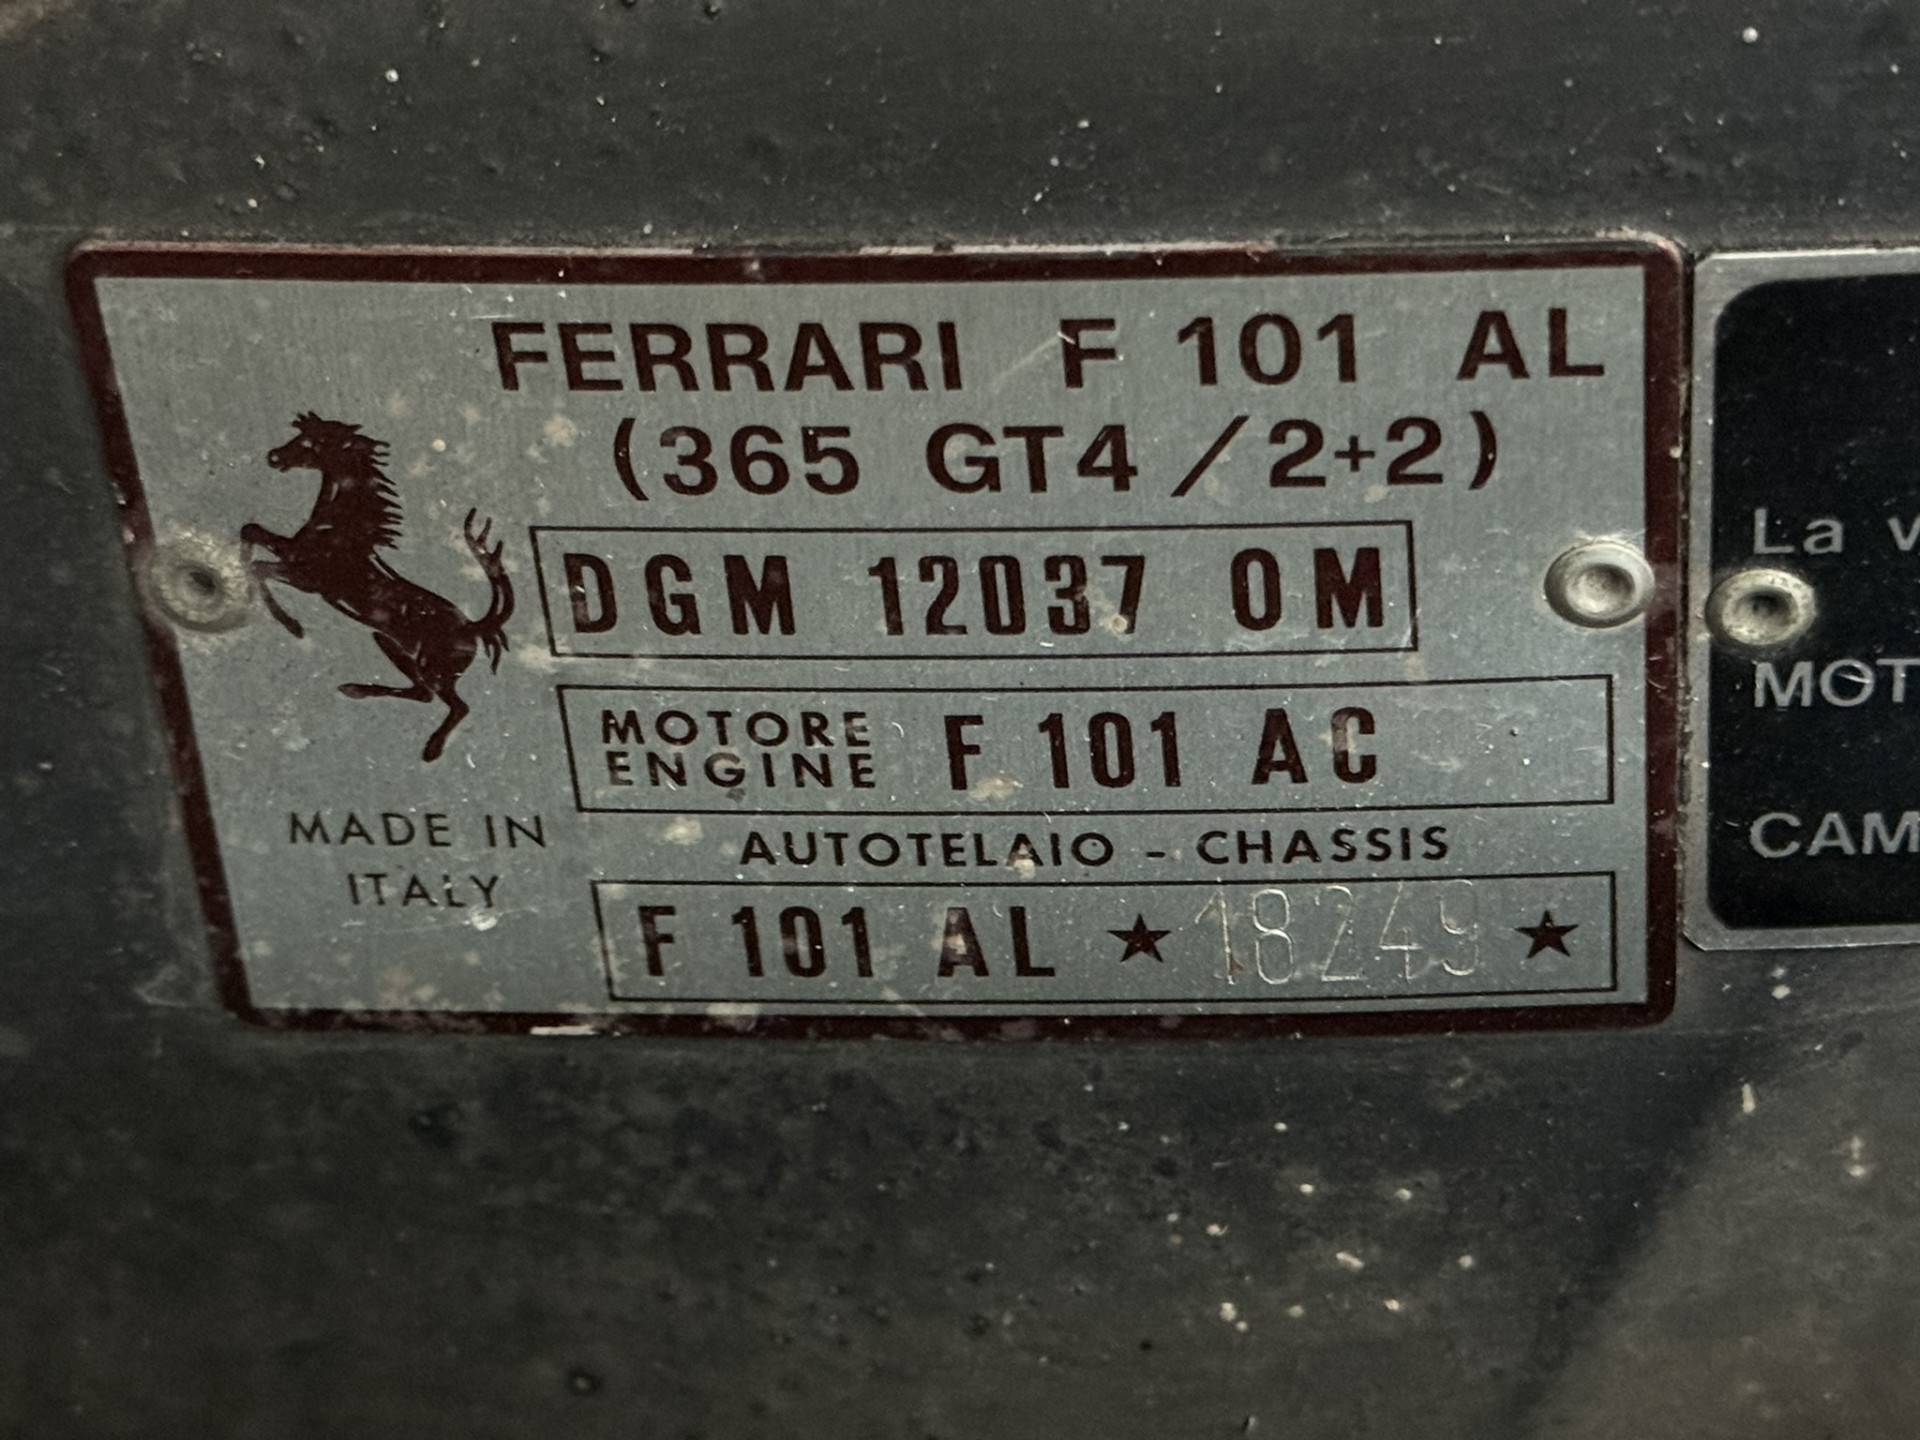 FERRARI F 101 AL
(365 GT4 / 2+2)
DGM 12037 OM
MOTORE
ENGINE
F 101 AC
MADE IN
ITALY
AUTOTELAIO - CHASSIS
F 101 AL ★ 18249 ★
La v
MOT
CAM